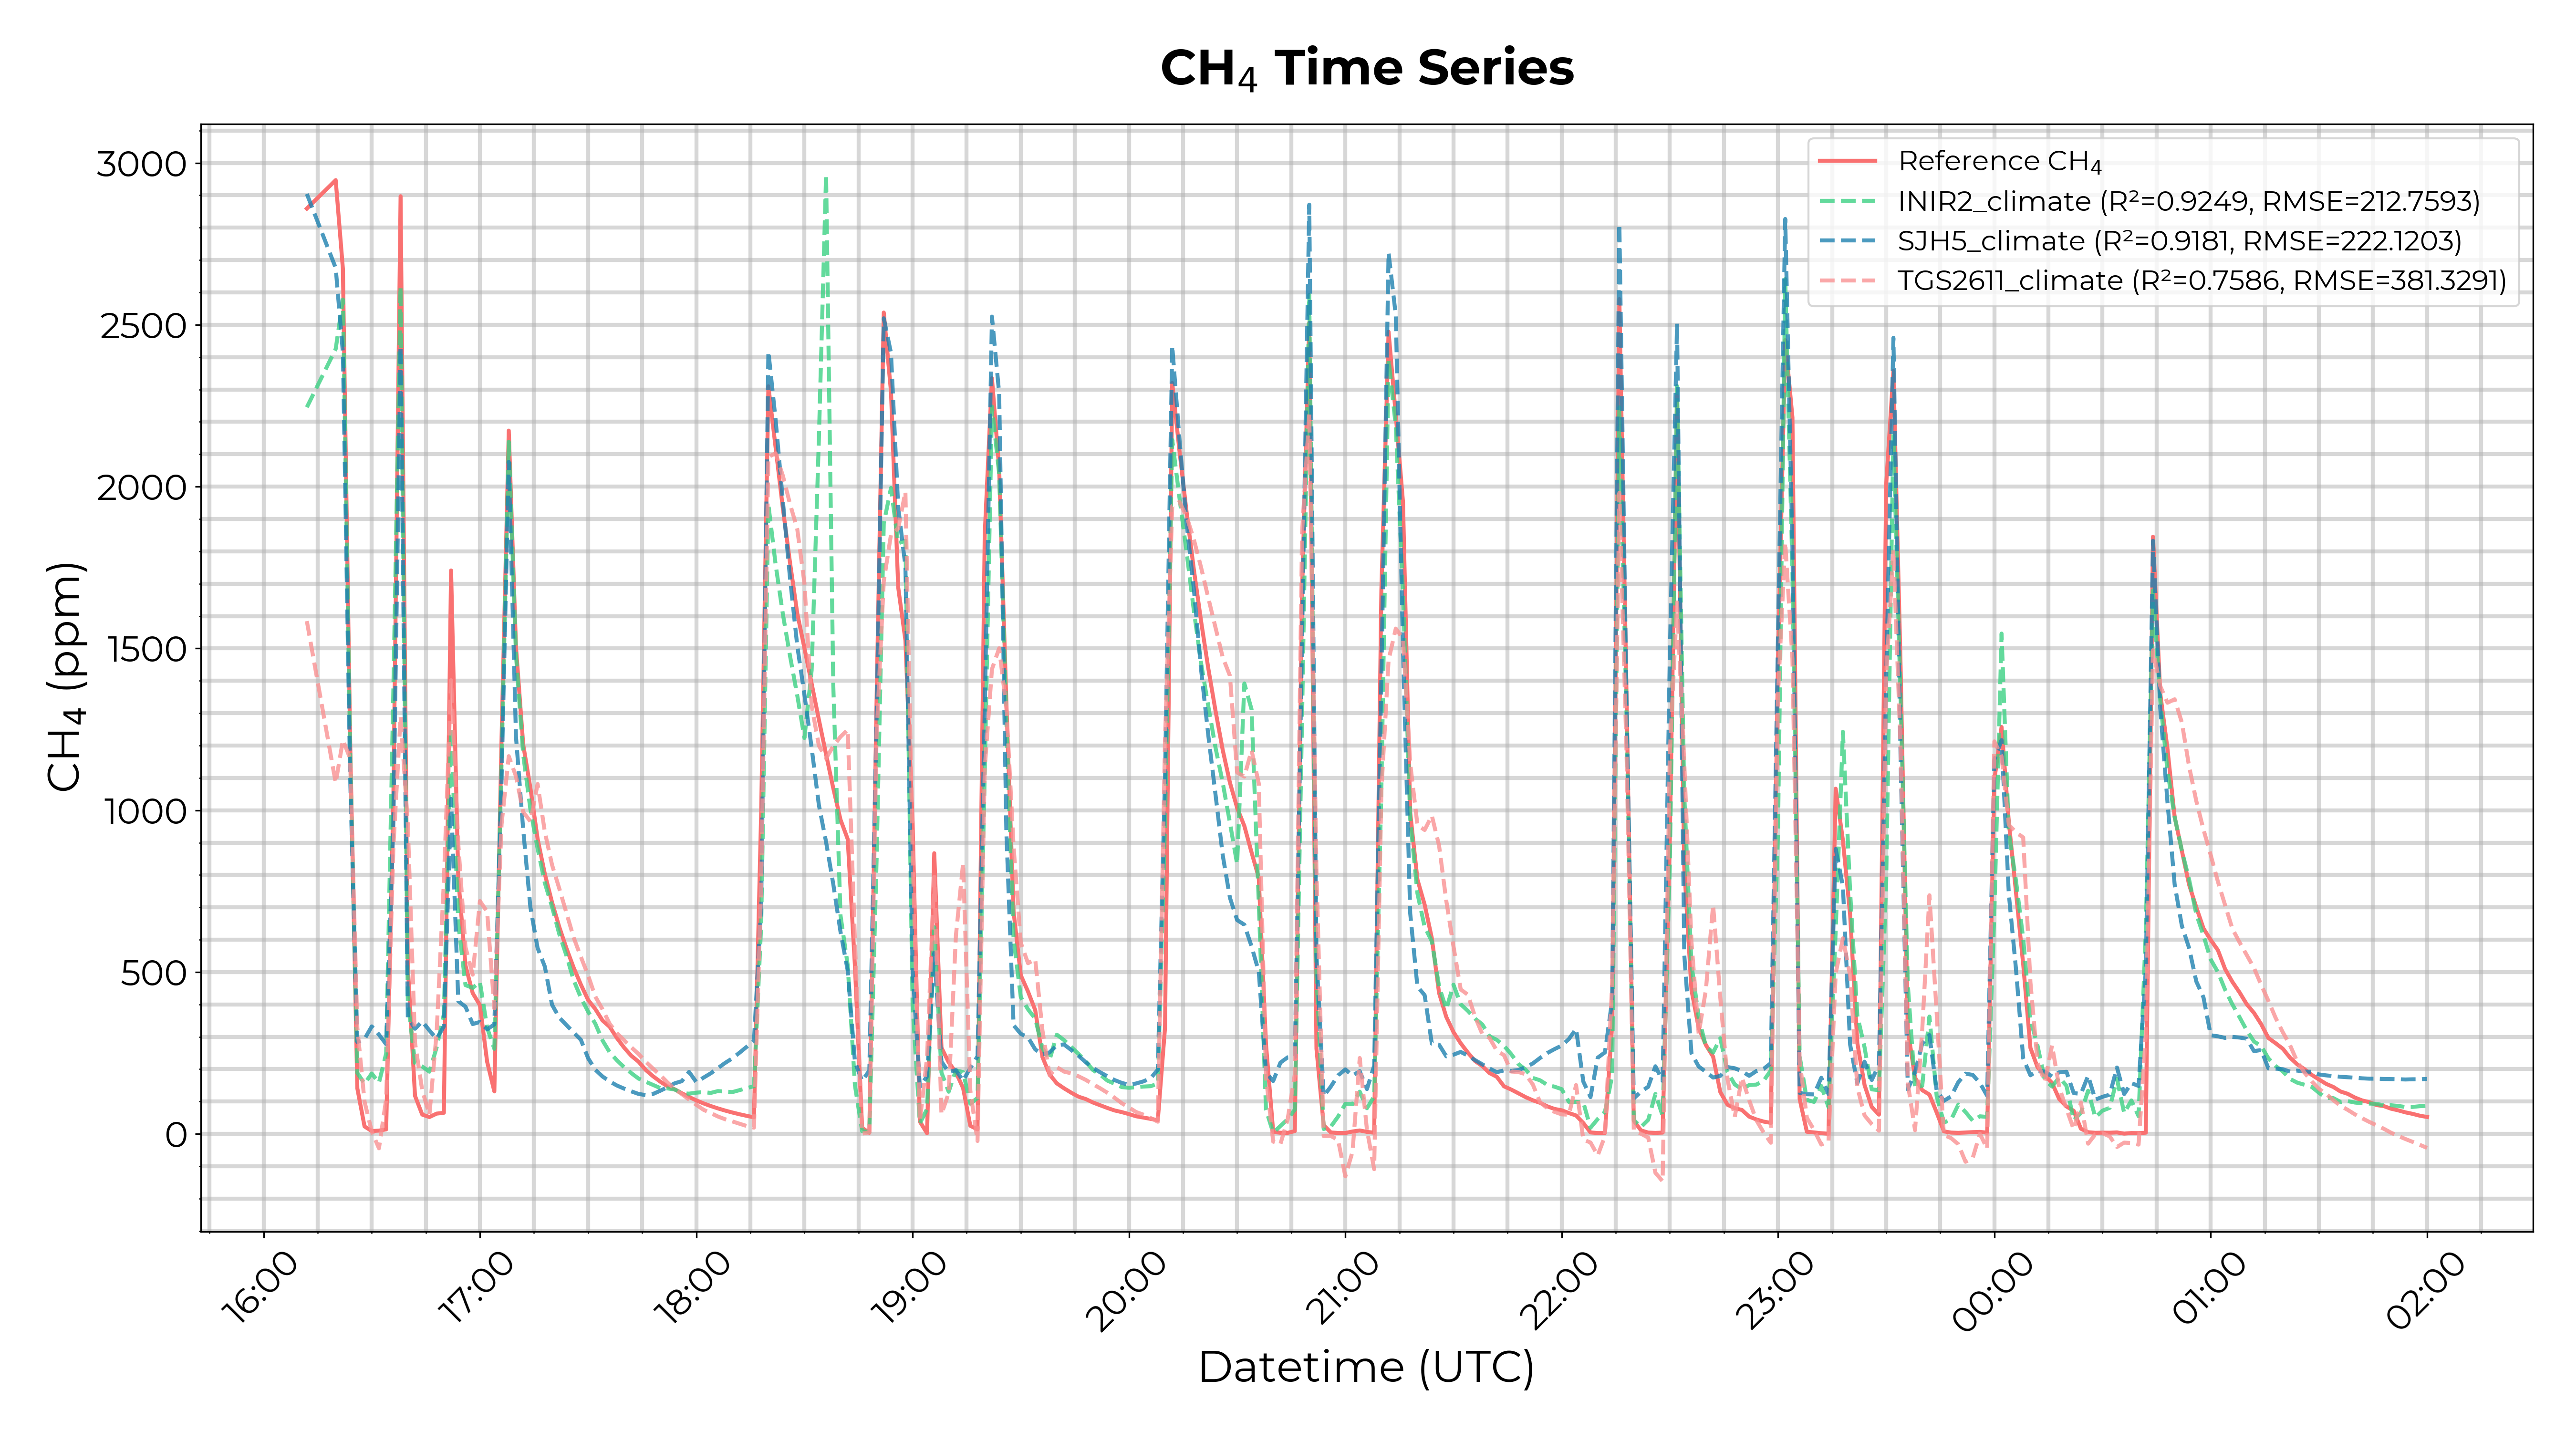 CH₄ Time Series
3000
2500
2000
1500
1000
500
0
CH₄ (ppm)
Reference CH₄
INIR2_climate (R²=0.9249, RMSE=212.7593)
SJH5_climate (R²=0.9181, RMSE=222.1203)
TGS2611_climate (R²=0.7586, RMSE=381.3291)
16:00
17:00
18:00
19:00
20:00
21:00
22:00
23:00
00:00
01:00
02:00
Datetime (UTC)